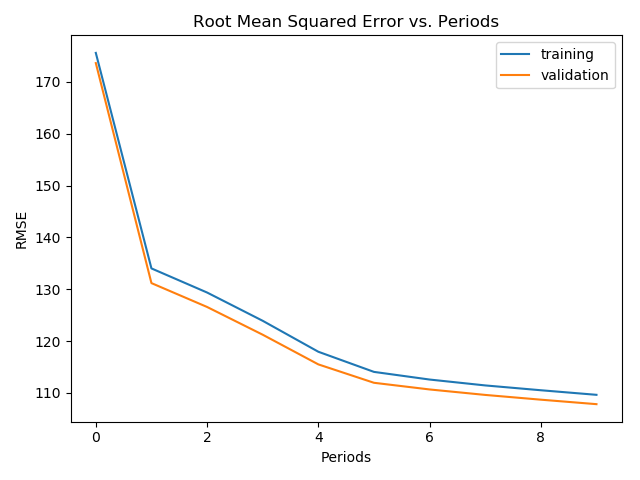 Root Mean Squared Error vs. Periods
training
validation
170
160
150
140
130
120
110
RMSE
0 2 4 6 8
Periods